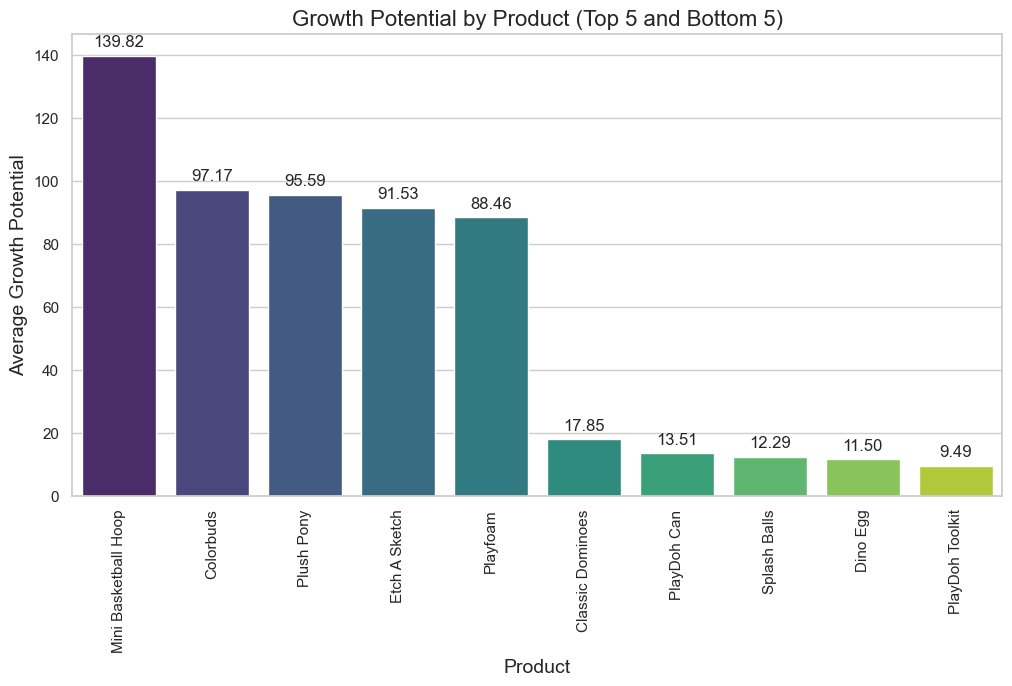 Growth Potential by Product (Top 5 and Bottom 5)
Average Growth Potential
140
120
100
80
60
40
20
0
139.82
97.17
95.59
91.53
88.46
17.85
13.51
12.29
11.50
9.49
Mini Basketball Hoop
Colorbuds
Plush Pony
Etch A Sketch
Playfoam
Classic Dominoes
PlayDoh Can
Splash Balls
Dino Egg
PlayDoh Toolkit
Product